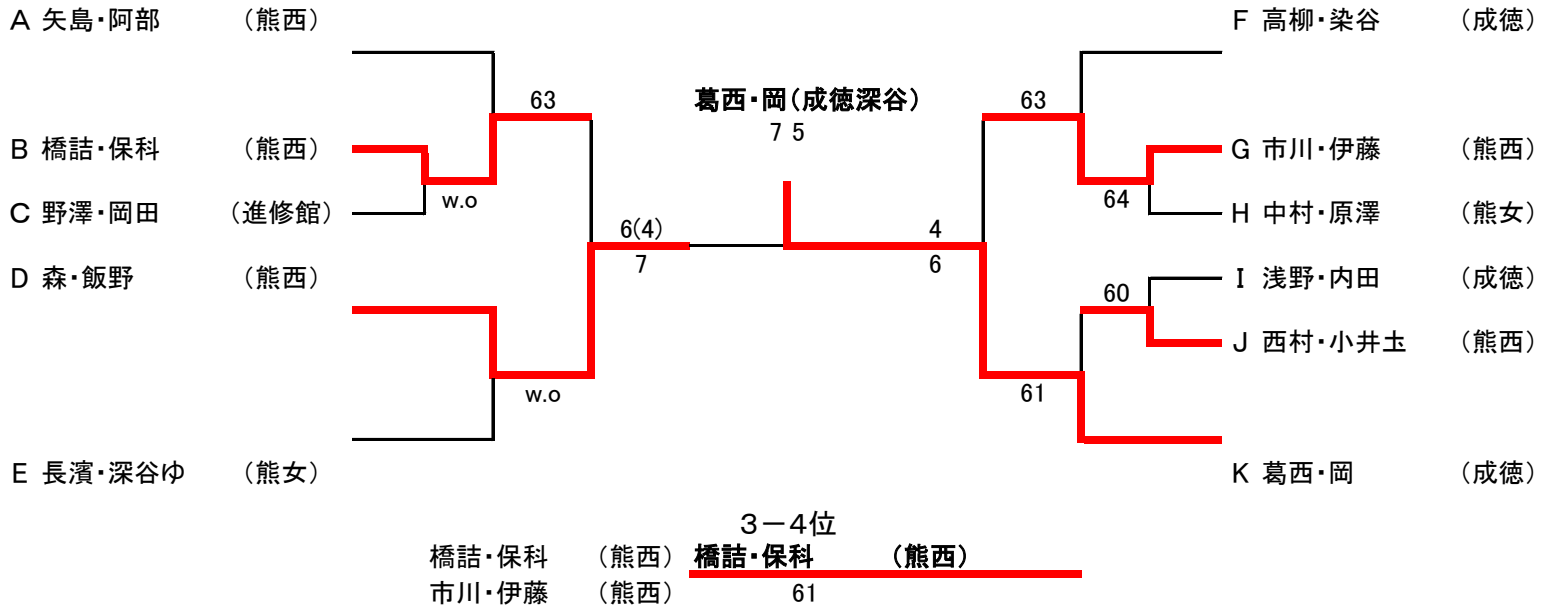 A 矢島・阿部 （熊西）
F 高柳・染谷 （成徳）
63
葛西・岡（成徳深谷）
63
7 5
B 橋詰・保科 （熊西）
G 市川・伊藤 （熊西）
w.o
64
C 野澤・岡田 （進修館）
H 中村・原澤 （熊女）
6(4)
4
7
6
D 森・飯野 （熊西）
I 浅野・内田 （成徳）
60
J 西村・小井圡 （熊西）
w.o
61
E 長濱・深谷ゆ （熊女）
K 葛西・岡 （成徳）
３－４位
橋詰・保科 （熊西） 橋詰・保科 （熊西）
市川・伊藤 （熊西） 61